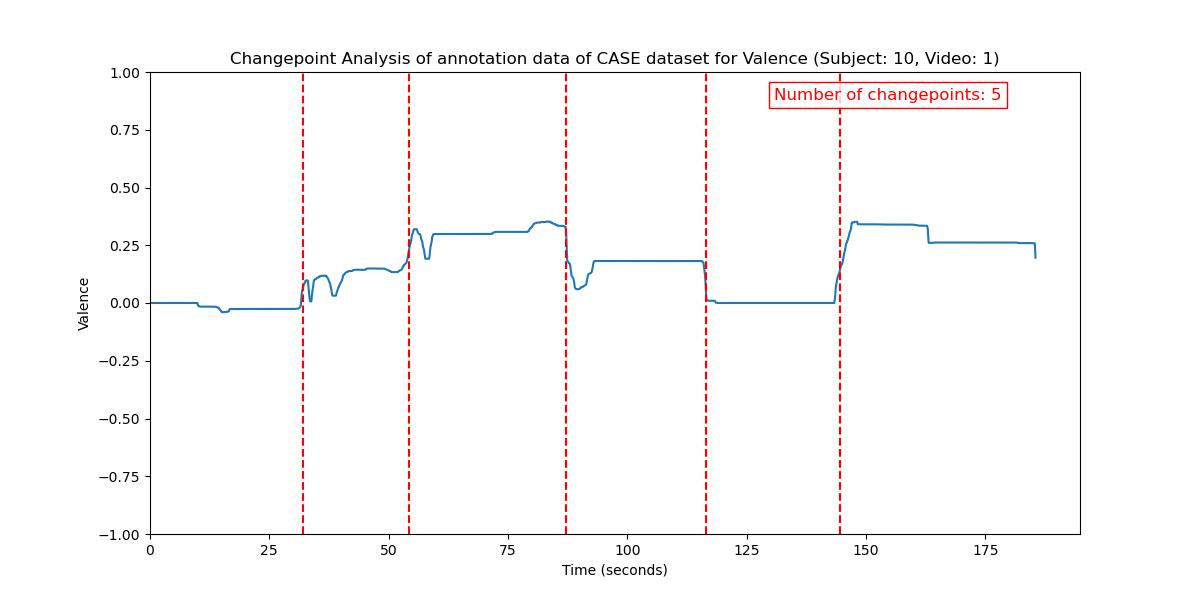 Changepoint Analysis of annotation data of CASE dataset for Valence (Subject: 10, Video: 1)
Number of changepoints: 5
1.00
0.75
0.50
0.25
0.00
−0.25
−0.50
−0.75
−1.00
Valence
0 25 50 75 100 125 150 175
Time (seconds)